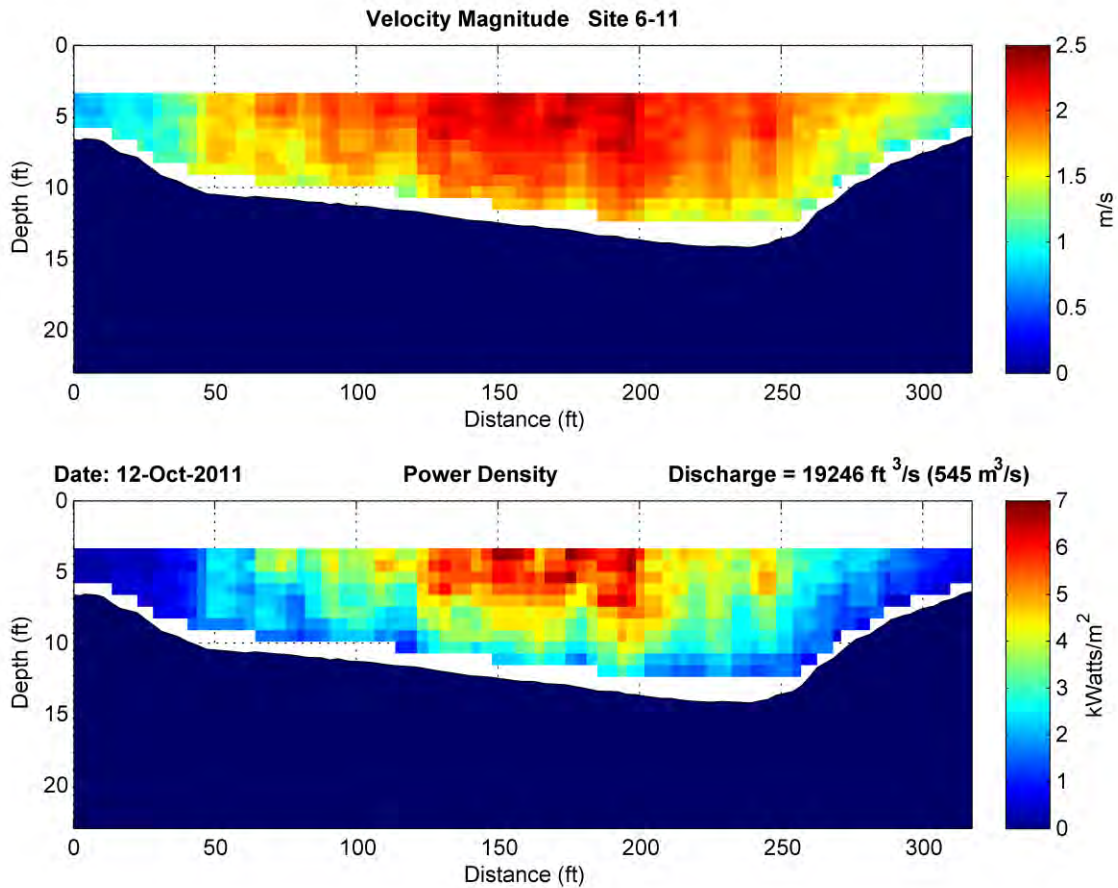 Velocity Magnitude   Site 6-11
0
5
10
15
20
Depth (ft)
0 50 100 150 200 250 300
Distance (ft)
2.5
2
1.5
1
0.5
0
m/s
Date: 12-Oct-2011 Power Density Discharge = 19246 ft ³/s (545 m³/s)
0
5
10
15
20
Depth (ft)
0 50 100 150 200 250 300
Distance (ft)
7
6
5
4
3
2
1
0
kWatts/m²